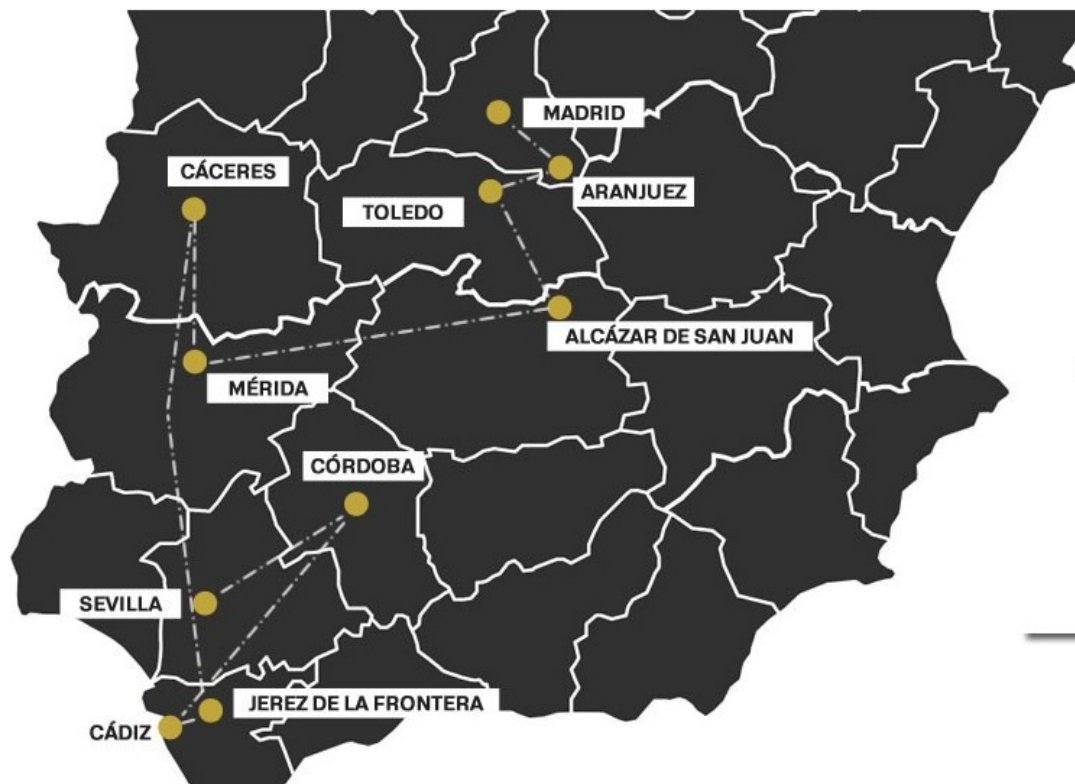 MADRID
CÁCERES
ARANJUEZ
TOLEDO
ALCÁZAR DE SAN JUAN
MÉRIDA
CÓRDOBA
SEVILLA
JEREZ DE LA FRONTERA
CÁDIZ